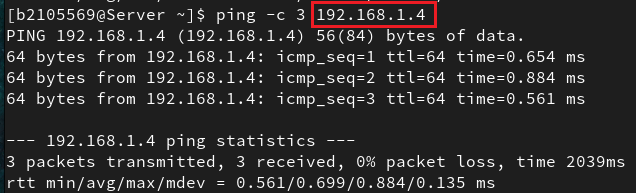 [b2105569@Server ~]$ ping -c 3 192.168.1.4
PING 192.168.1.4 (192.168.1.4) 56(84) bytes of data.
64 bytes from 192.168.1.4: icmp_seq=1 ttl=64 time=0.654 ms
64 bytes from 192.168.1.4: icmp_seq=2 ttl=64 time=0.884 ms
64 bytes from 192.168.1.4: icmp_seq=3 ttl=64 time=0.561 ms

--- 192.168.1.4 ping statistics ---
3 packets transmitted, 3 received, 0% packet loss, time 2039ms
rtt min/avg/max/mdev = 0.561/0.699/0.884/0.135 ms